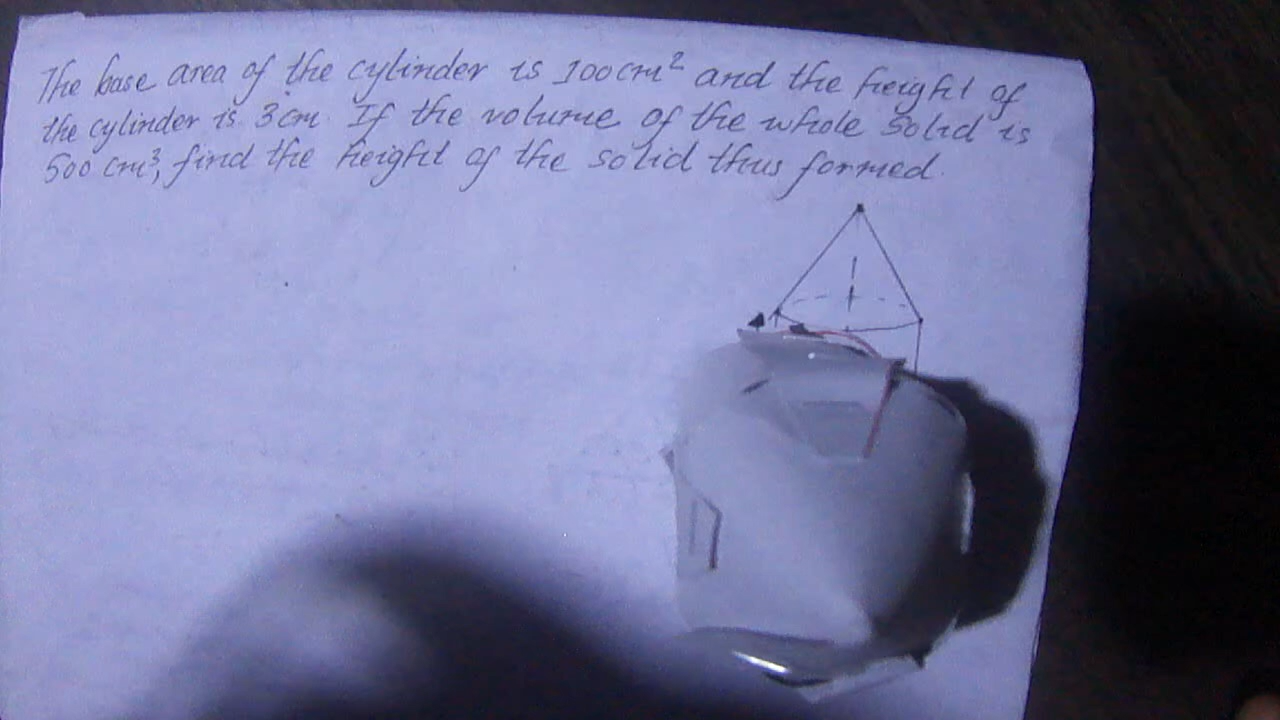 The base area of the cylinder is 100cm² and the height of
the cylinder is 3cm. If the volume of the whole solid is
500 cm³, find the height of the solid thus formed.